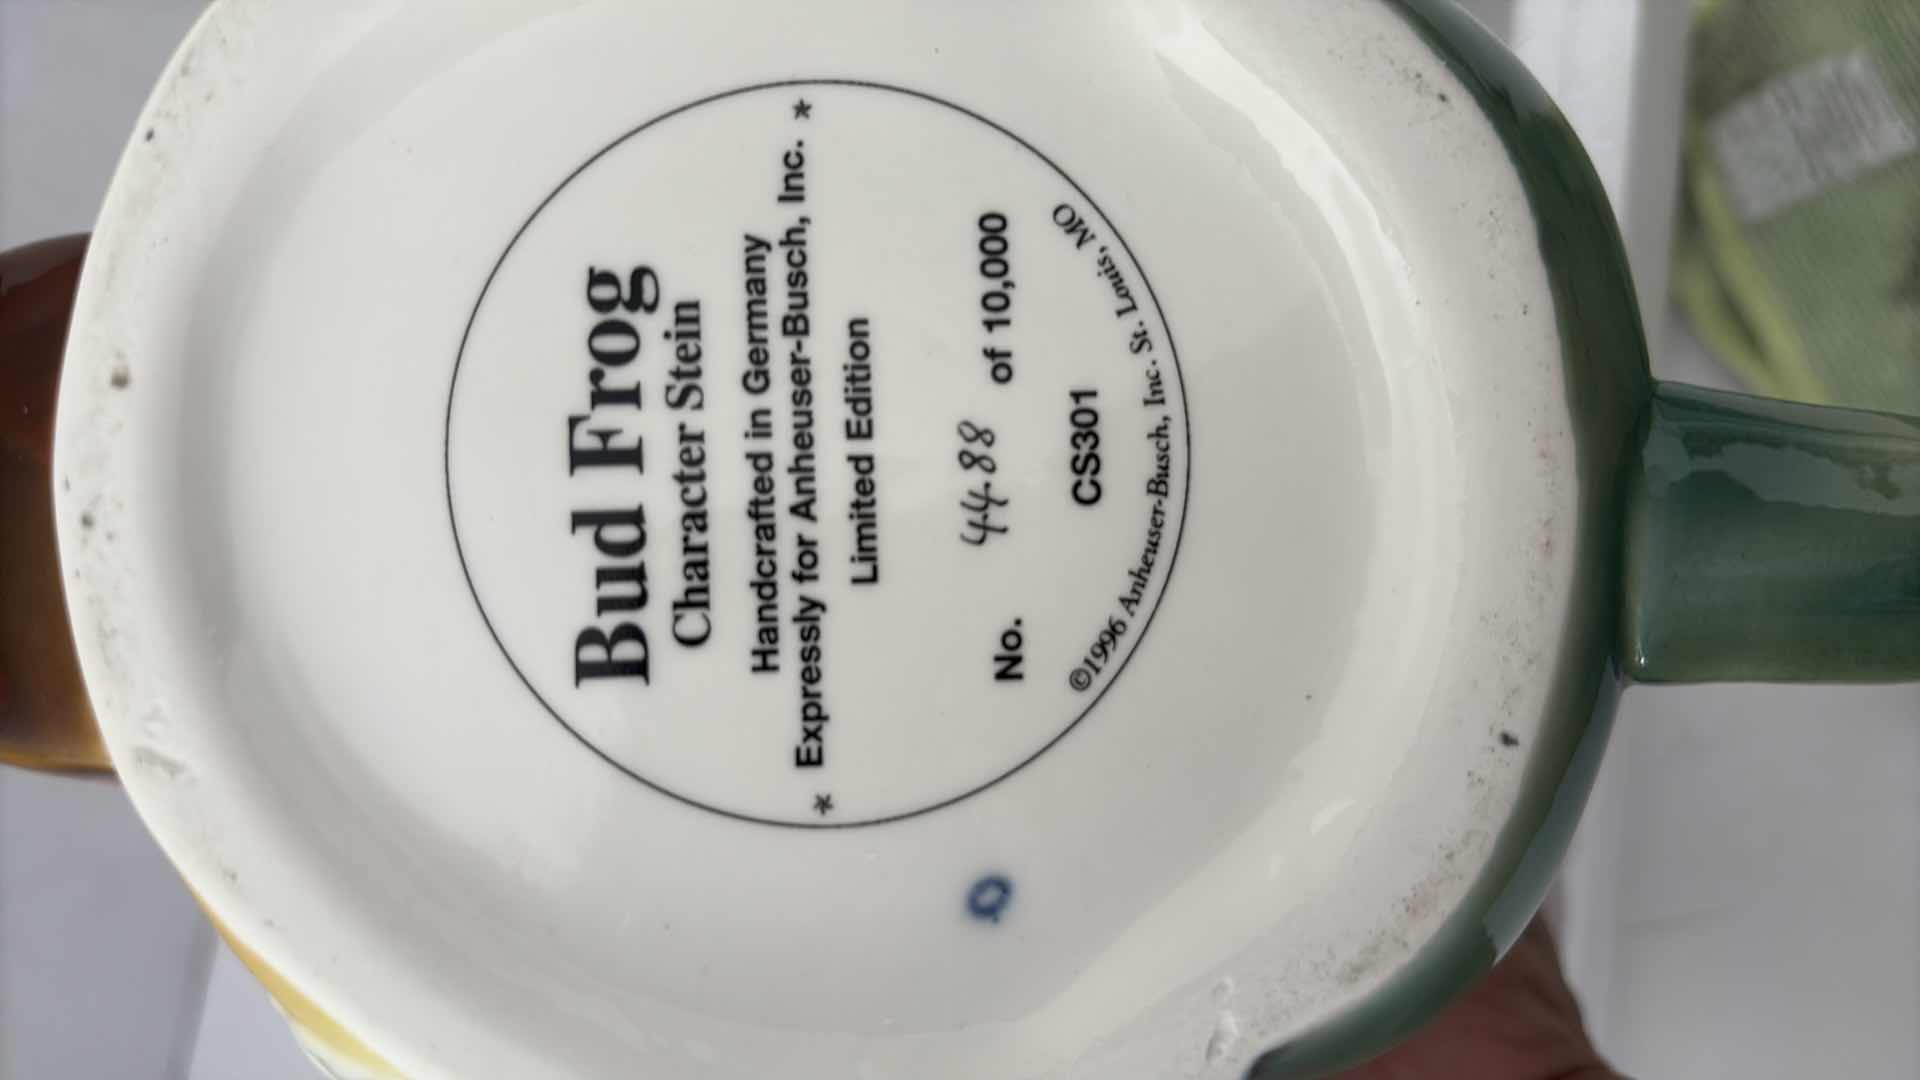 Bud Frog
Character Stein
Handcrafted in Germany
* Expressly for Anheuser-Busch, Inc. *
Limited Edition
No. 4488 of 10,000
CS301
©1996 Anheuser-Busch, Inc. St. Louis, MO